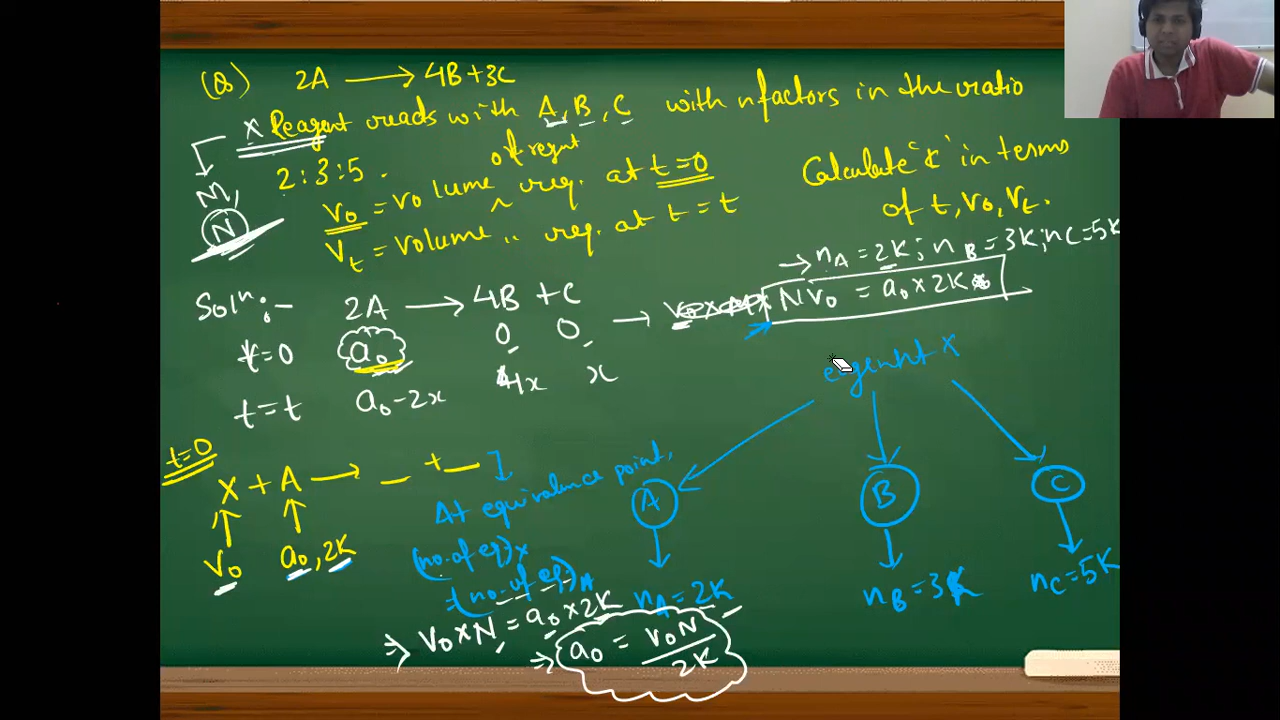 (Q) 2A → 4B + 3C
X Reagent reacts with A, B, C with n factors in the ratio
2:3:5.
M,
N
V₀ = volume of regnt req. at t=0
Vt = volume " req. at t = t
Calculate "K" in terms
of t, V₀, Vt.
→ nA = 2K ; nB = 3K ; nC = 5K
Solⁿ:- 2A → 4B + C
t=0 a₀ 0 0 → NV₀ = a₀ × 2K
t=t a₀-2x 4x x
t=0
X + A → _ + _
V₀ a₀, 2K
At equivalence point,
(no. of eq)x
=(no. of eq)A
⇒ V₀ × N = a₀ × 2K
⇒ a₀ = V₀N / 2K
eagentt X
A B C
nA = 2K nB = 3K nC = 5K